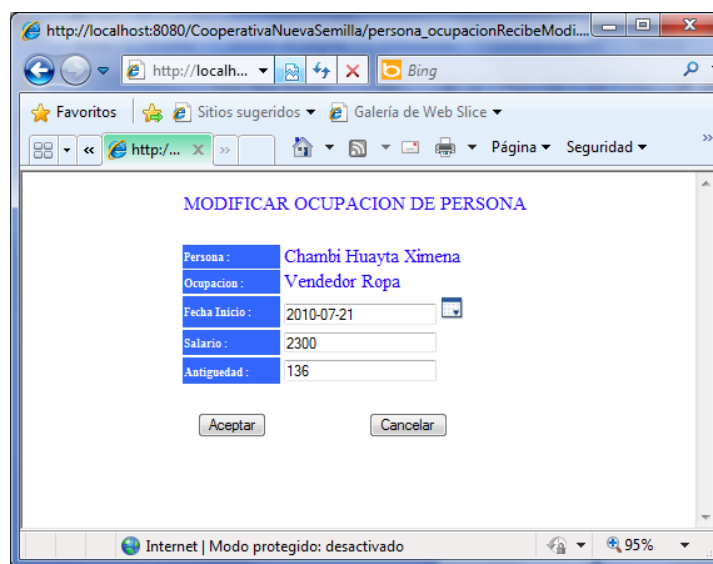 http://localhost:8080/CooperativaNuevaSemilla/persona_ocupacionRecibeModi....
http://localh... Bing
Favoritos Sitios sugeridos Galería de Web Slice
« http:/... » Página Seguridad »
MODIFICAR OCUPACION DE PERSONA
Persona : Chambi Huayta Ximena
Ocupacion : Vendedor Ropa
Fecha Inicio : 2010-07-21
Salario : 2300
Antiguedad : 136
Aceptar Cancelar
Internet | Modo protegido: desactivado 95%